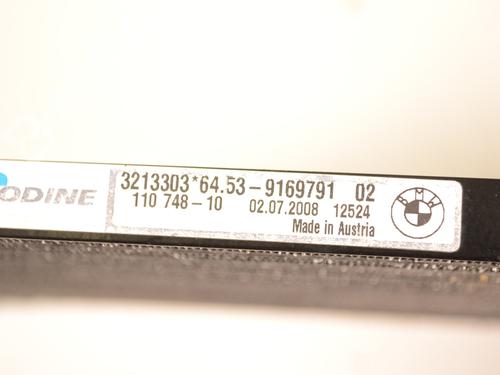 ODINE
3213303*64.53-9169791 02
110 748-10 02.07.2008 12524
Made in Austria
BMW